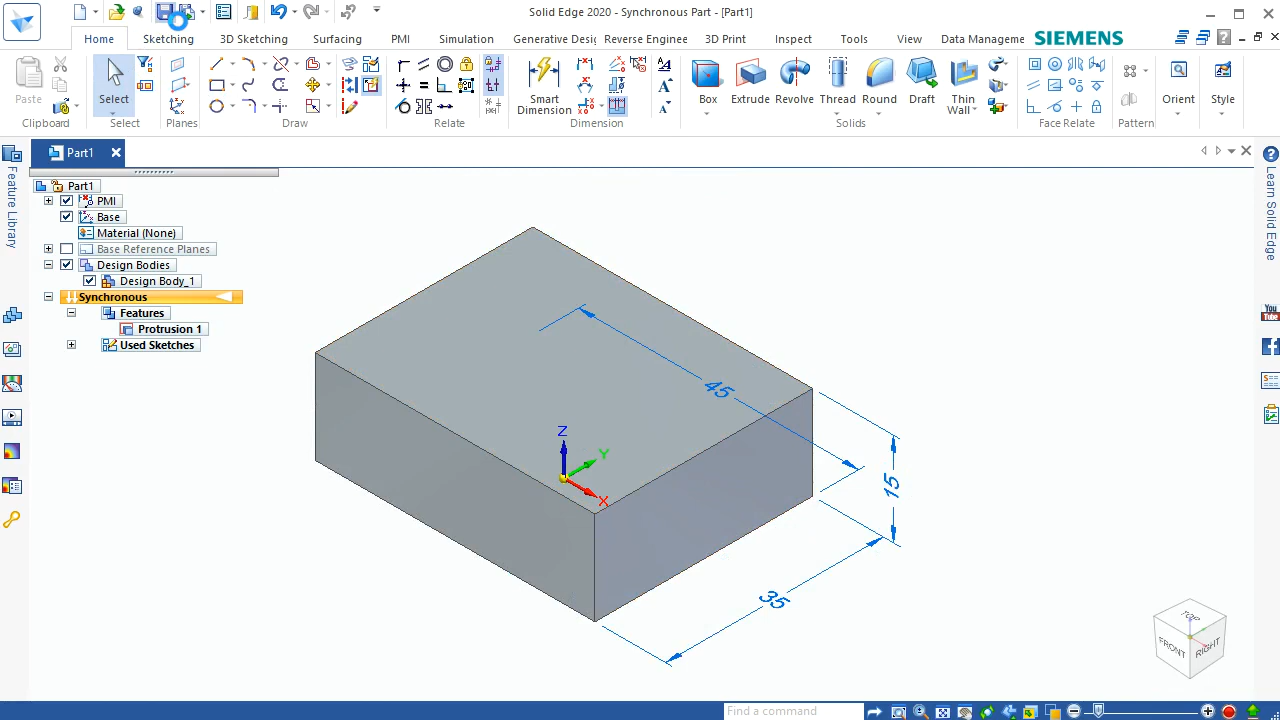 Solid Edge 2020 - Synchronous Part - [Part1]
Home
Sketching
3D Sketching
Surfacing
PMI
Simulation
Generative Desi
Reverse Enginee
3D Print
Inspect
Tools
View
Data Manageme
SIEMENS
Paste
Clipboard
Select
Select
Planes
Draw
Relate
Smart
Dimension
Dimension
Box
Extrude
Revolve
Thread
Round
Draft
Thin
Wall
Solids
Face Relate
Pattern
Orient
Style
Part1
Feature Library
Part1
PMI
Base
Material (None)
Base Reference Planes
Design Bodies
Design Body_1
Synchronous
Features
Protrusion 1
Used Sketches
45
15
35
Z
Y
X
TOP
FRONT
RIGHT
Learn Solid Edge
You
Tube
Find a command